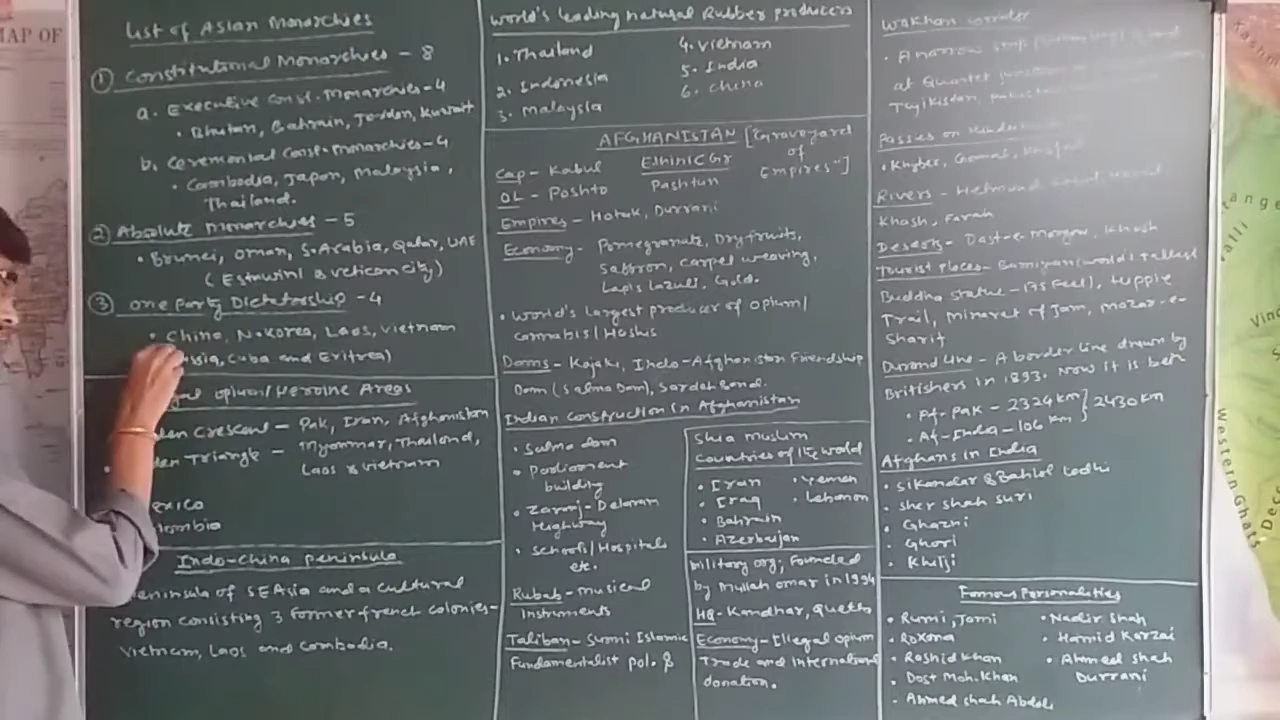 MAP OF
List of Asian Monarchies
① Constitutional Monarchies - 8
a. Executive Const. Monarchies - 4
• Bhutan, Bahrain, Jorden, Kuwait
b. Ceremonial Const. Monarchies - 4
• Cambodia, Japan, Malaysia,
Thailand.
② Absolute Monarchies - 5
• Brunei, Oman, S. Arabia, Qatar, UAE
( & Vetican city)
③ One party Dictatorship - 4
• China, N. Korea, Laos, Vietnam
Cuba and Eritrea)
opium/Heroine Areas
Crescent - Pak, Iran, Afghanistan
Triangle - Myanmar, Thailand,
Laos & Vietnam
Indo-China peninsula
of SE Asia and a cultural
region consisting 3 former french colonies-
Vietnam, Laos and Combodia.
World's leading natural Rubber producers
1. Thailand
2. Indonesia
3. Malaysia
4. Vietnam
5. India
6. China
AFGHANISTAN ["Graveyard
of
Empires"]
Cap - Kabul
OL - Poshto
Ethinic Gr
Pashtun
Empires - Hotak, Durrani
Economy - Pomegranate, Dry fruits,
Saffron, carpet weaving,
Lapis Lazuli, Gold.
• World's largest producer of opium/
Cannabis/Hashis
Dams - Kajaki, Indo-Afghanistan Friendship
Dam (Salma Dam), Sardeh Band.
Indian Construction in Afghanistan
• Salma dam
• Parliament
building
• Zaranj - Delaram
Highway
• Schools/Hospitals
etc.
Rubab - musical
Instruments
Taliban - Sunni Islamic
Fundamentalist pol. &
Shia Muslim
Countries of the world
• Iran
• Iraq
• Bahrain
• Azerbaijan
• Yemen
• Lebanon
Military org; Founded
by Mullah Omar in 1994
HQ - Kandhar, Quetta
Economy - Illegal opium
Trade and International
donation.
Wakhan corridor
• A narrow strip
at
Tajikistan,
Passes on
• Khyber, Gomal,
Rivers - Helmund,
Khash, Farah
Deserts - Dast-e-Margow, Khash
Tourist Places - Bamiyan (world's tallest
Buddha statue - 175 Feet), Hippie
Trail, Minaret of Jam, Mazar-e-
Sharif
Durand Line - A border line drawn by
Britishers in 1893. Now it is betn
• Af-Pak - 2324 km
• Af-India - 106 km } 2430 km
Afghans in India
• Sikandar & Bahlol Lodhi
• Sher Shah Suri
• Ghazni
• Ghori
• Khilji
Famous Personalities
• Rumi, Jami
• Roxana
• Rashid Khan
• Dost Moh. Khan
• Ahmed Shah Abdali
• Nadir Shah
• Hamid Karzai
• Ahmed Shah
Durrani
Western Ghats